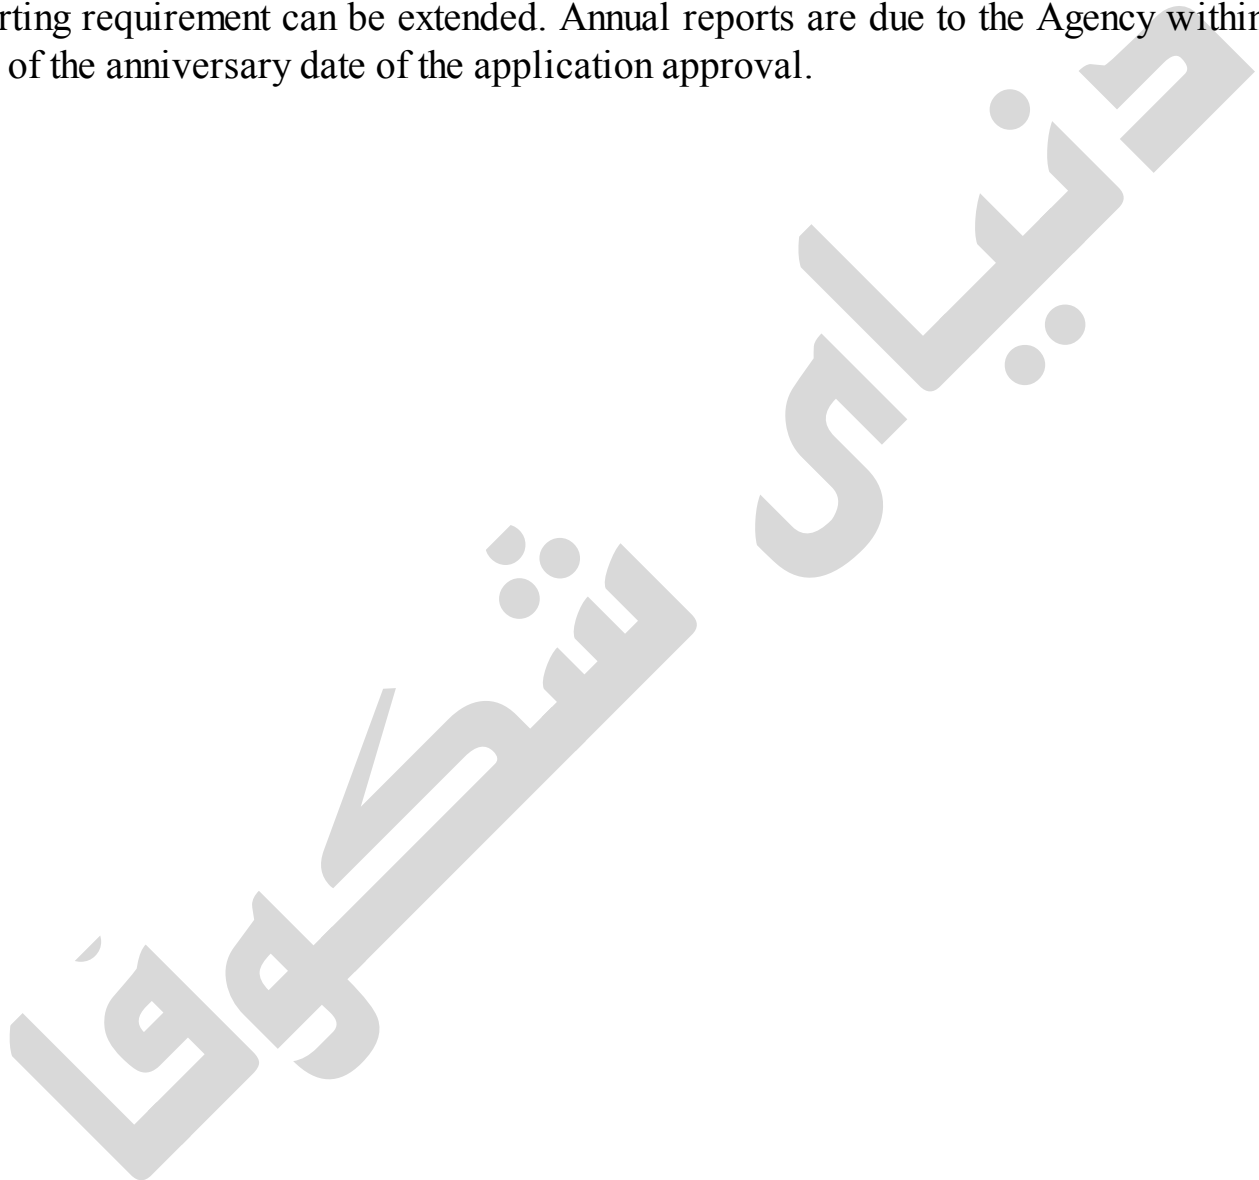 rting requirement can be extended. Annual reports are due to the Agency within
of the anniversary date of the application approval.
دنیای
شکوفا